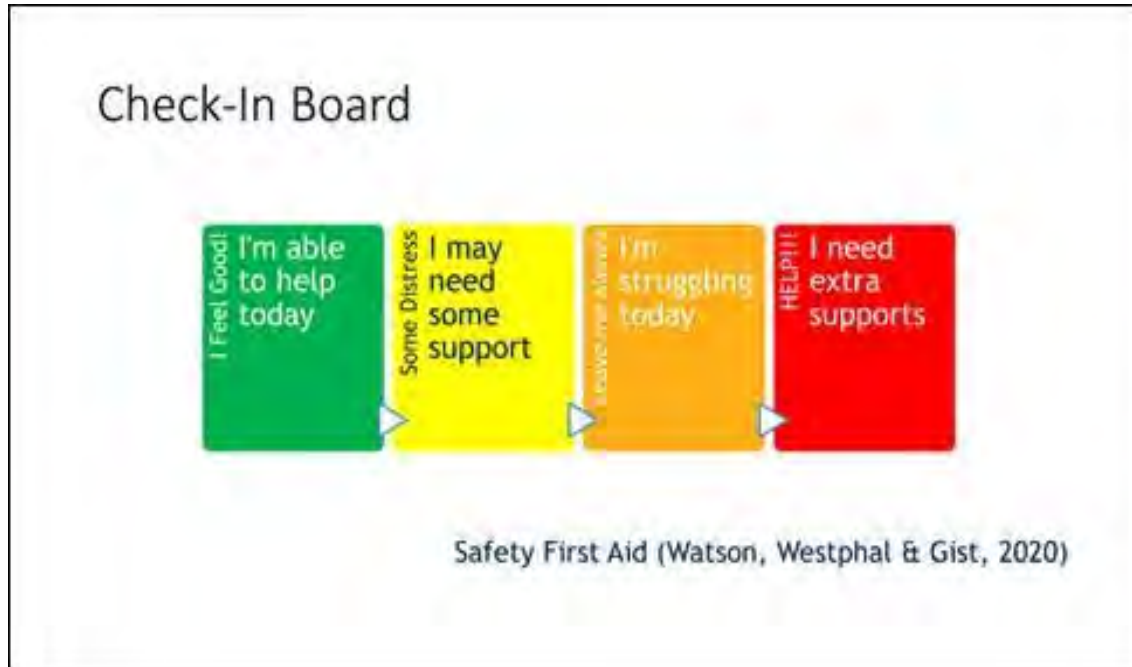 Check-In Board
I Feel Good!
I'm able
to help
today
Some Distress
I may
need
some
support
Leave me Alone
I'm
struggling
today
HELP!!!
I need
extra
supports
Safety First Aid (Watson, Westphal & Gist, 2020)